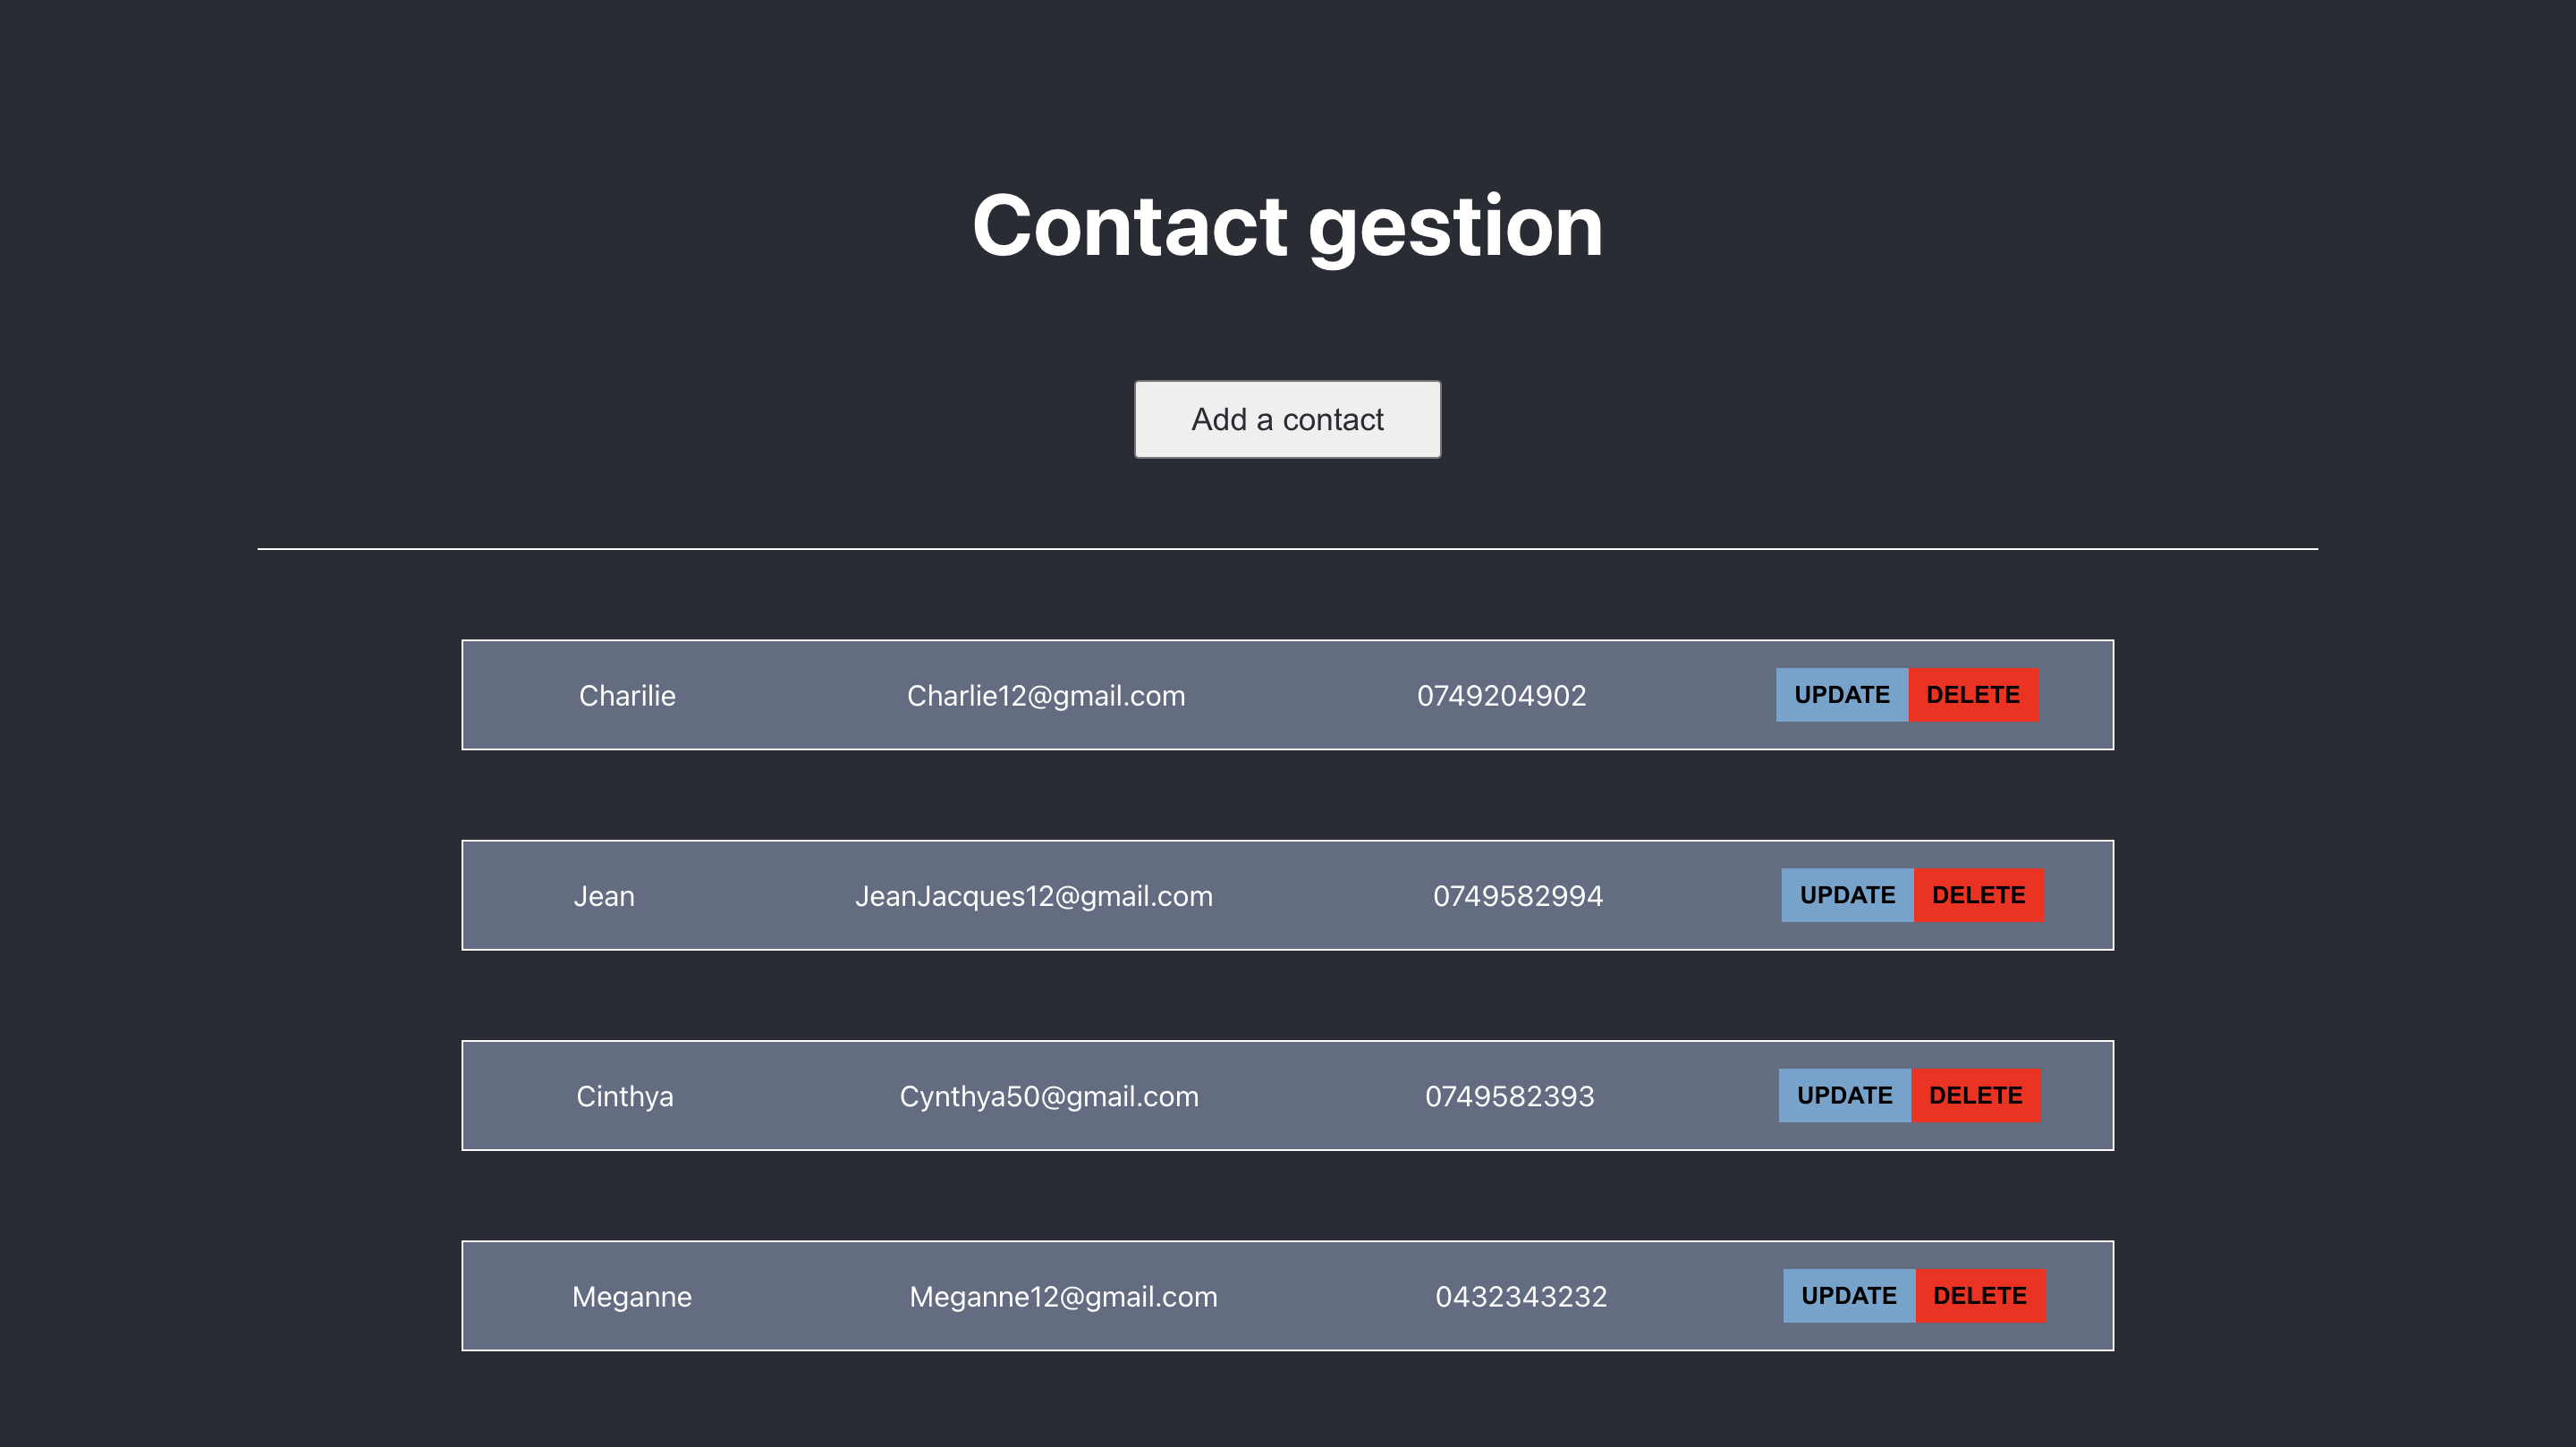 Contact gestion
Add a contact
Charilie Charlie12@gmail.com 0749204902 UPDATE DELETE
Jean JeanJacques12@gmail.com 0749582994 UPDATE DELETE
Cinthya Cynthya50@gmail.com 0749582393 UPDATE DELETE
Meganne Meganne12@gmail.com 0432343232 UPDATE DELETE